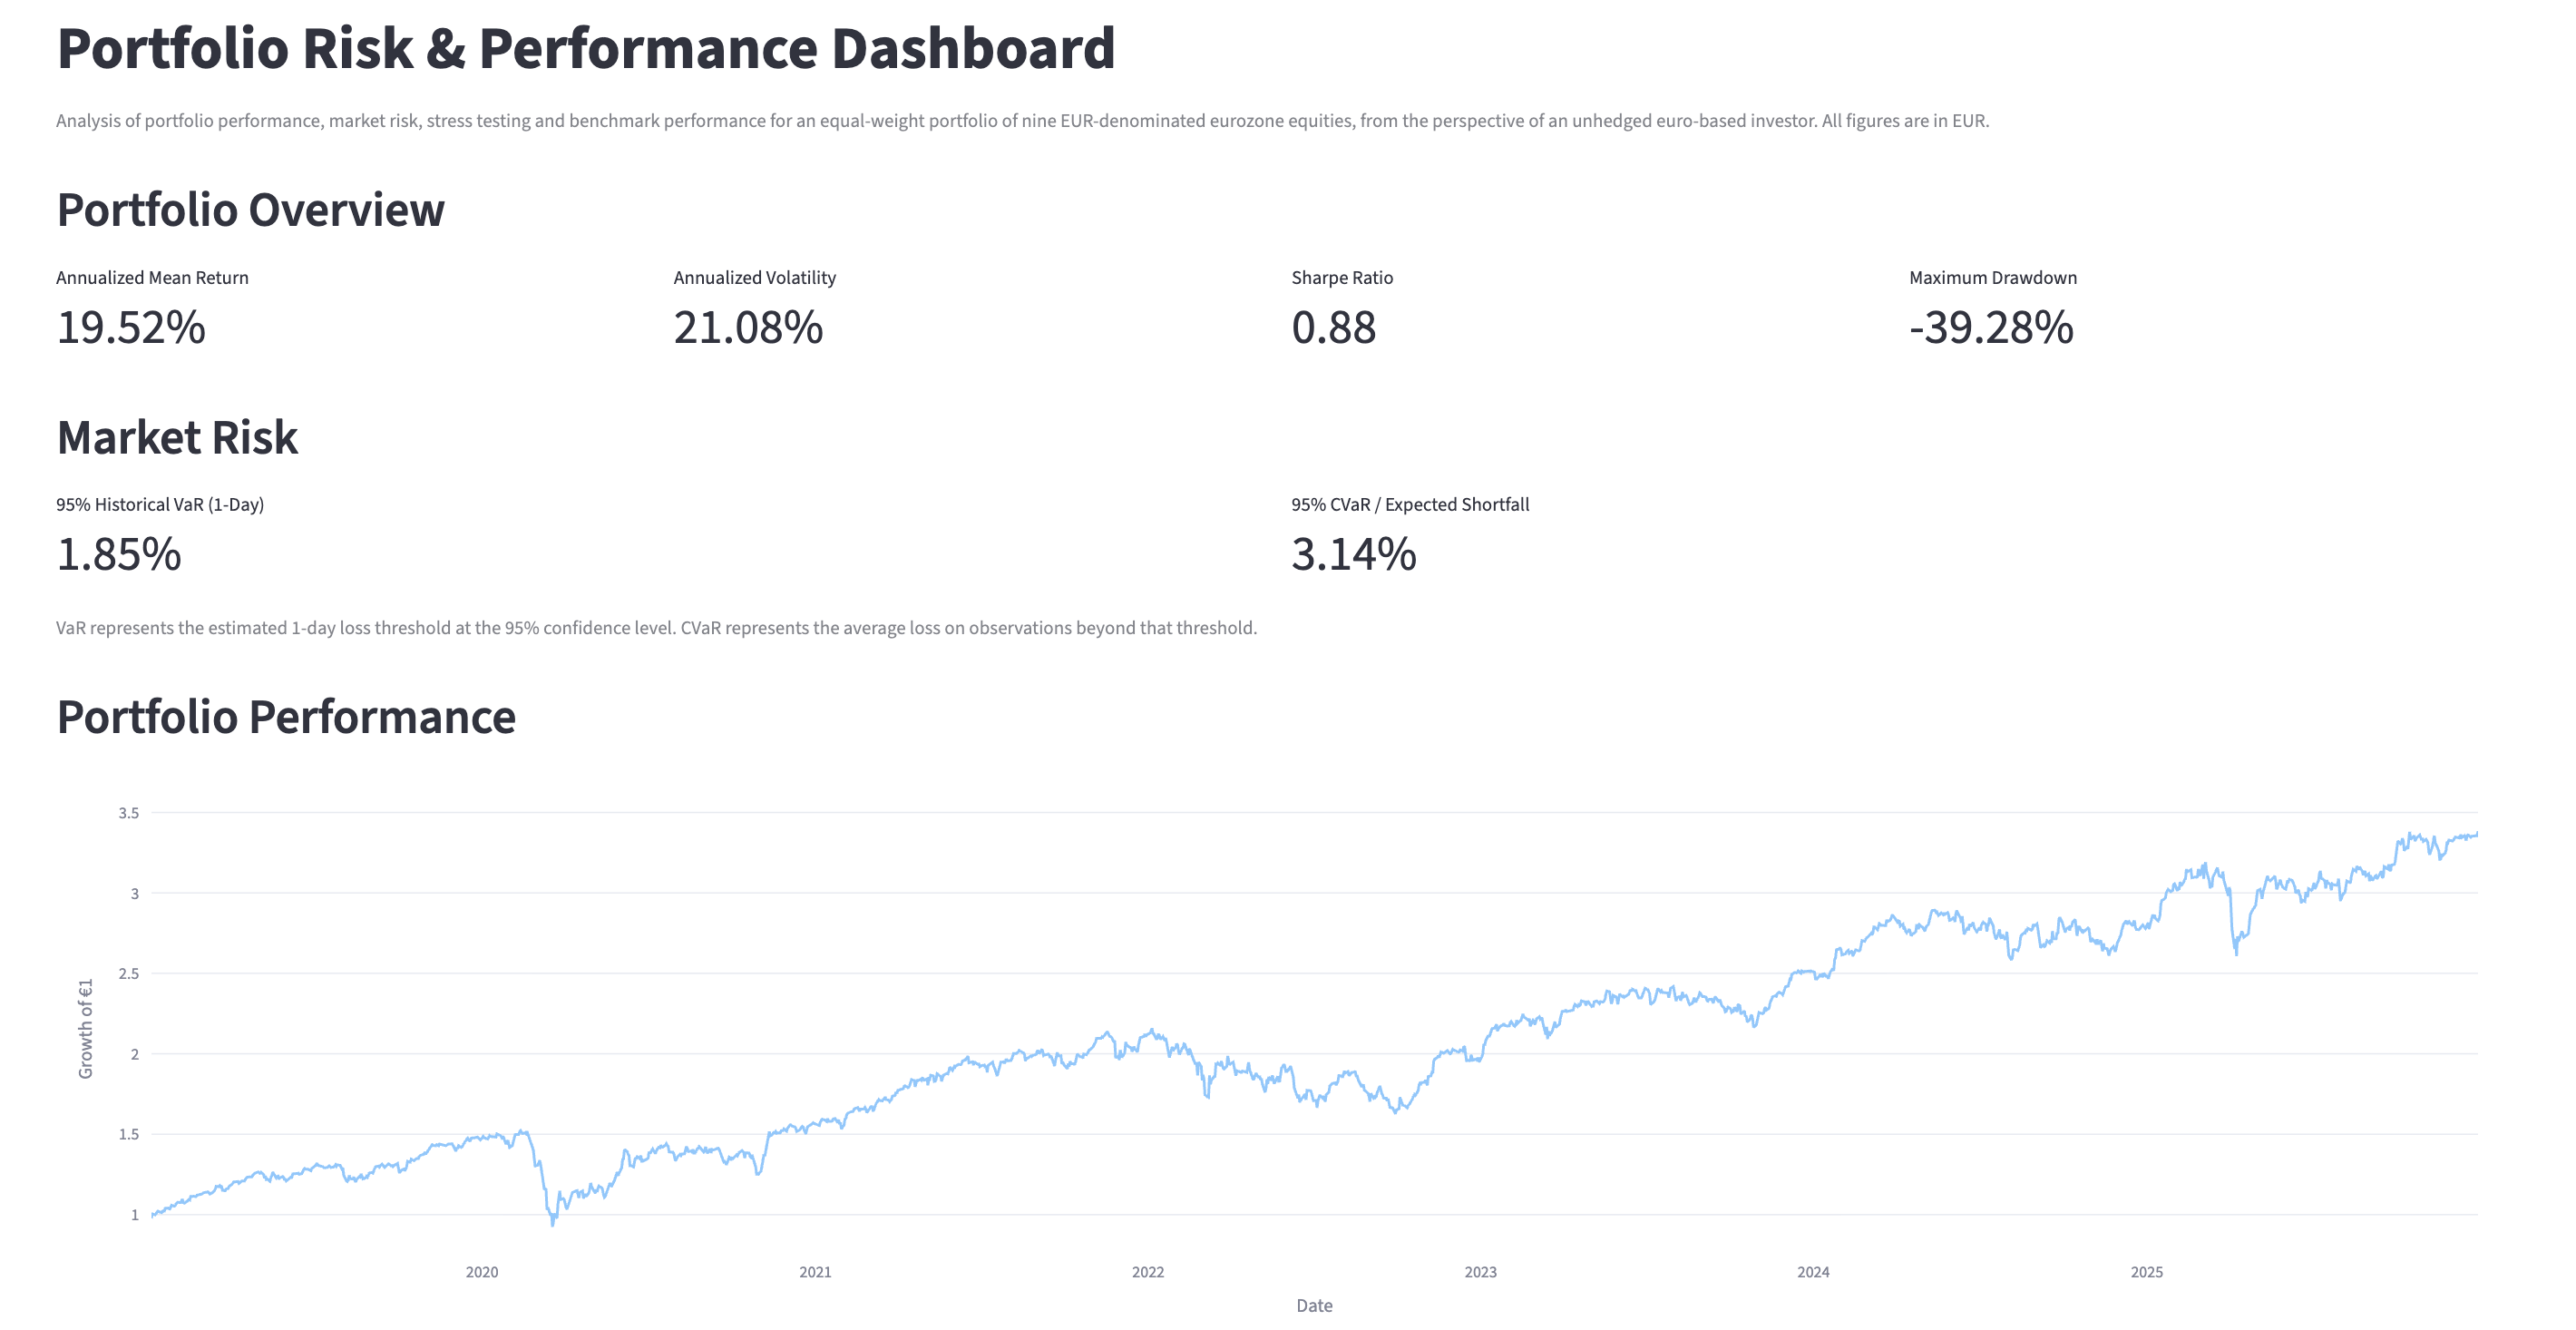 Portfolio Risk & Performance Dashboard
Analysis of portfolio performance, market risk, stress testing and benchmark performance for an equal-weight portfolio of nine EUR-denominated eurozone equities, from the perspective of an unhedged euro-based investor. All figures are in EUR.
Portfolio Overview
Annualized Mean Return
19.52%
Annualized Volatility
21.08%
Sharpe Ratio
0.88
Maximum Drawdown
-39.28%
Market Risk
95% Historical VaR (1-Day)
1.85%
95% CVaR / Expected Shortfall
3.14%
VaR represents the estimated 1-day loss threshold at the 95% confidence level. CVaR represents the average loss on observations beyond that threshold.
Portfolio Performance
3.5
3
2.5
2
1.5
1
Growth of €1
2020
2021
2022
2023
2024
2025
Date